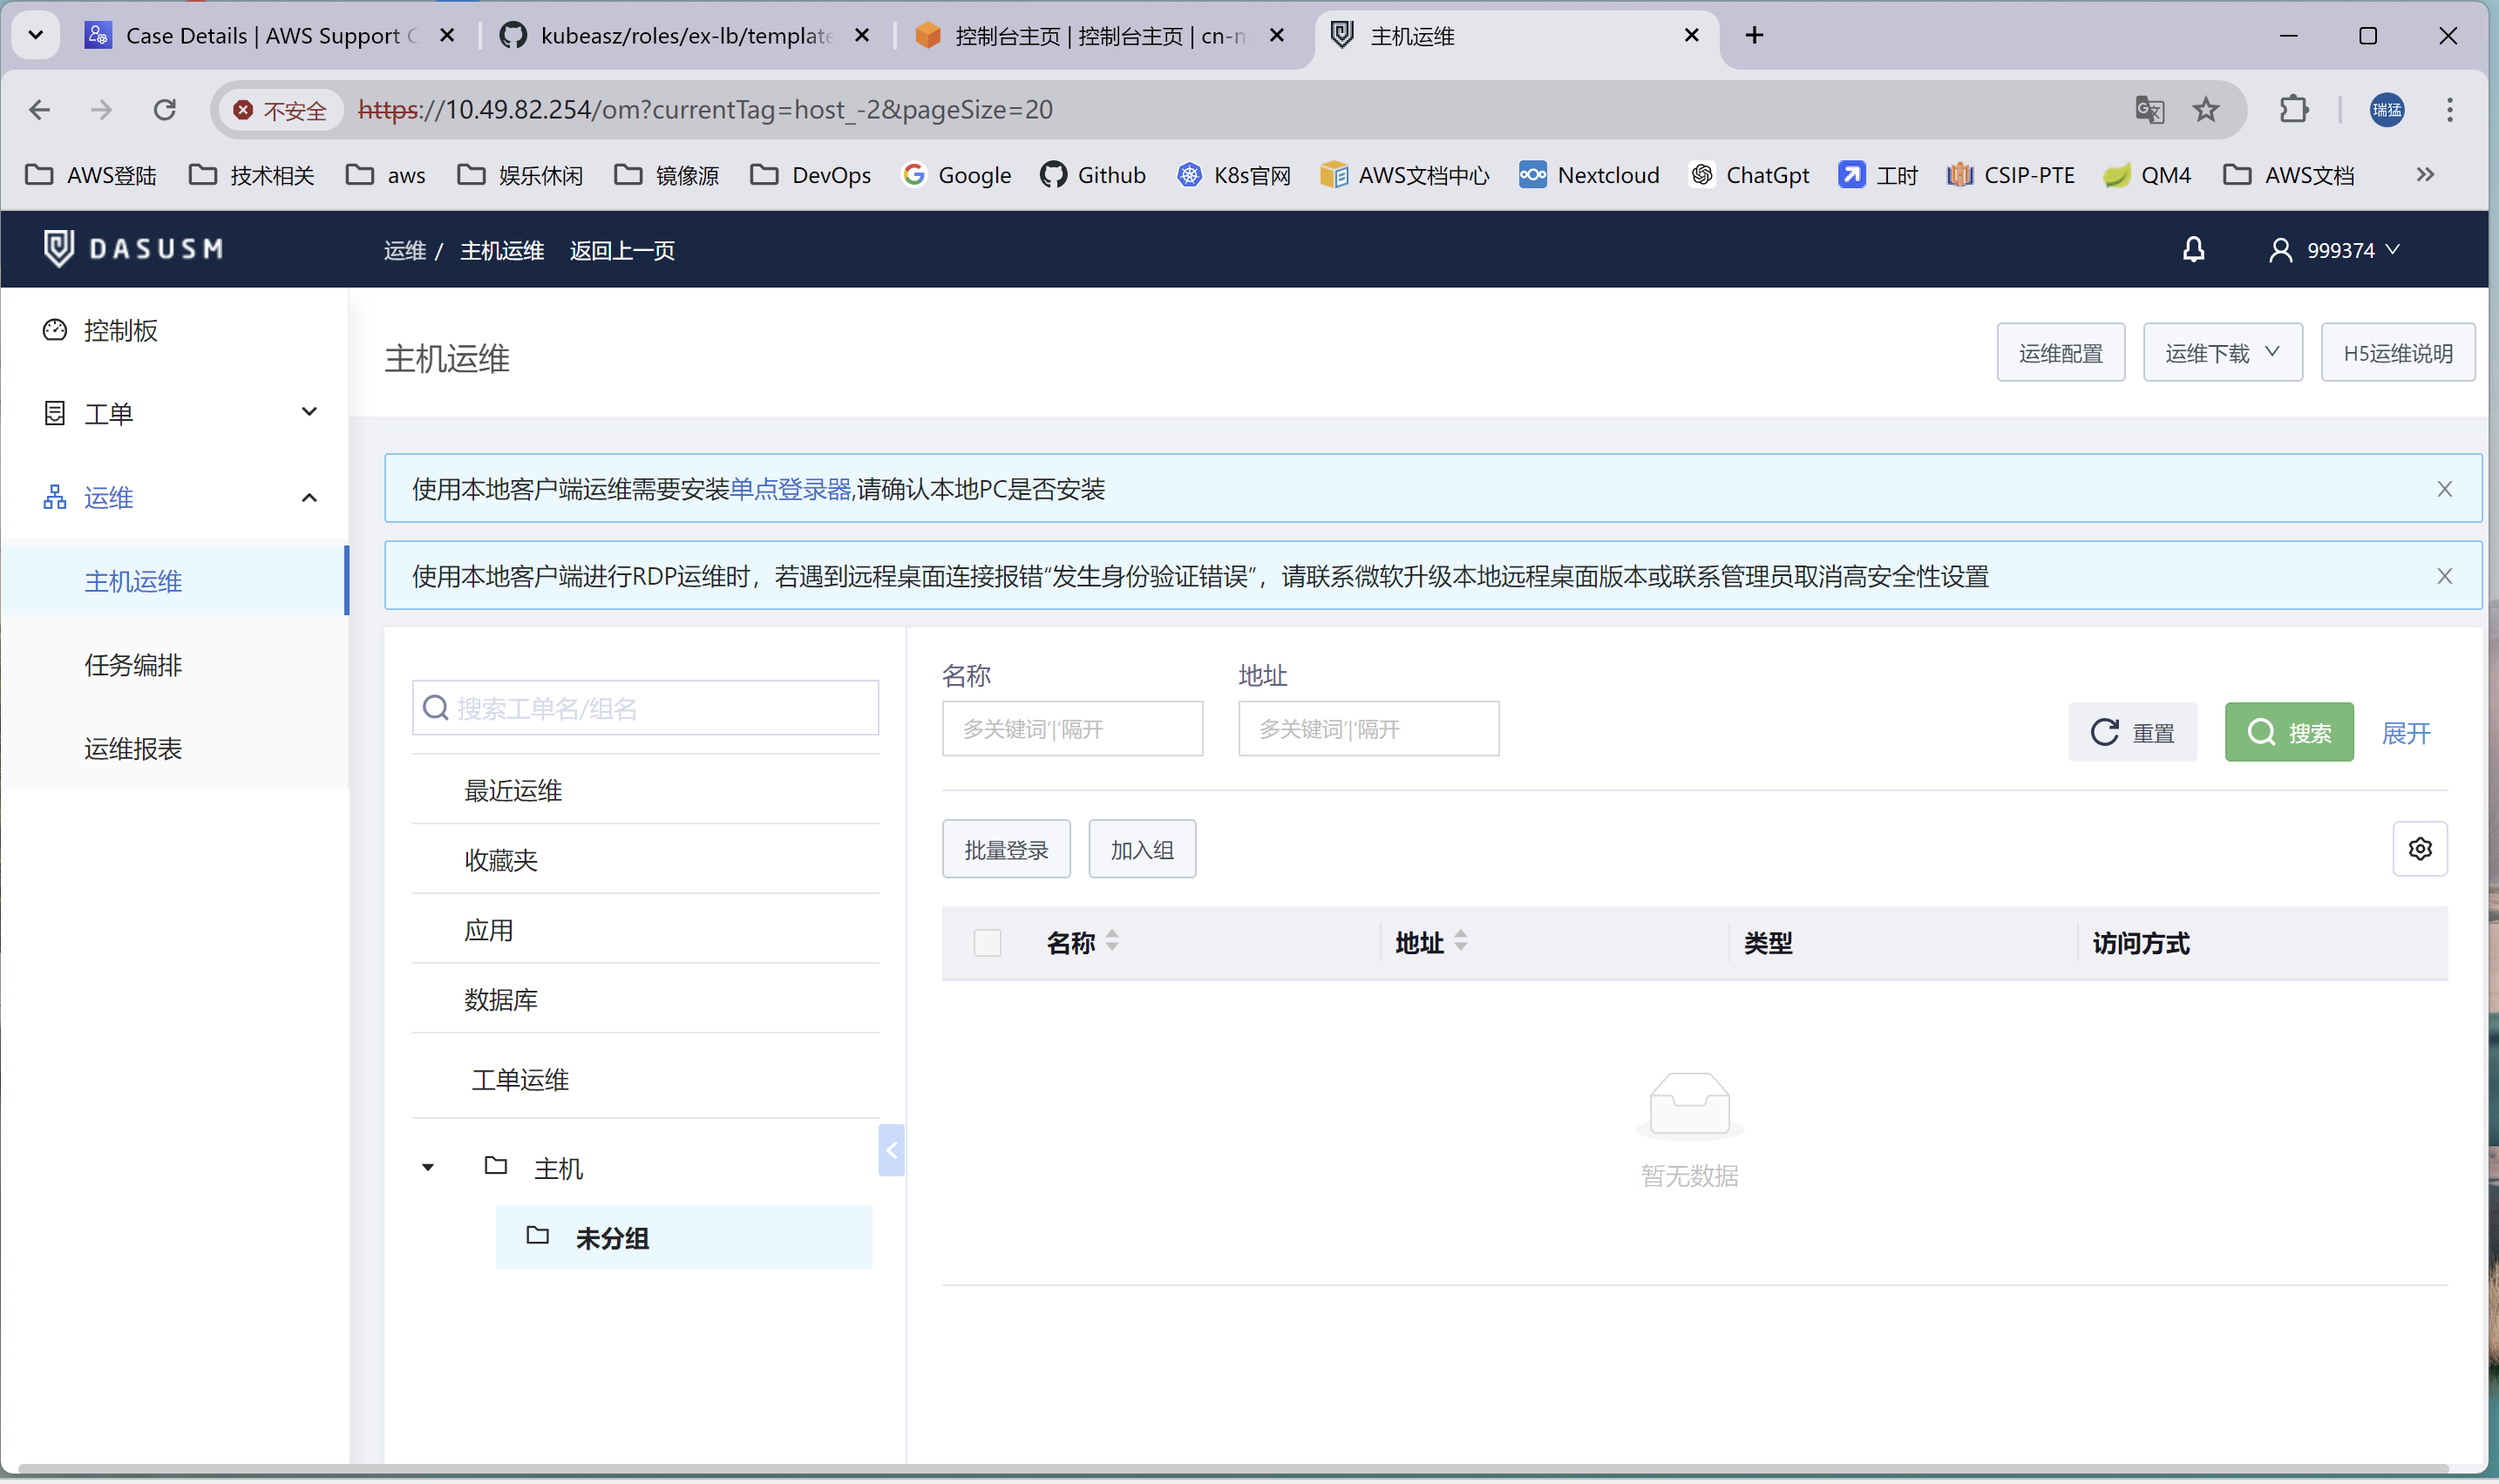 Case Details | AWS Support C
kubeasz/roles/ex-lb/template
控制台主页 | 控制台主页 | cn-n
主机运维
不安全
https://10.49.82.254/om?currentTag=host_-2&pageSize=20
瑞猛
AWS登陆
技术相关
aws
娱乐休闲
镜像源
DevOps
Google
Github
K8s官网
AWS文档中心
Nextcloud
ChatGpt
工时
CSIP-PTE
QM4
AWS文档
DASUSM
运维 / 主机运维 返回上一页
999374
控制板
工单
运维
主机运维
任务编排
运维报表
主机运维
运维配置
运维下载
H5运维说明
使用本地客户端运维需要安装单点登录器,请确认本地PC是否安装
使用本地客户端进行RDP运维时，若遇到远程桌面连接报错“发生身份验证错误”，请联系微软升级本地远程桌面版本或联系管理员取消高安全性设置
搜索工单名/组名
最近运维
收藏夹
应用
数据库
工单运维
主机
未分组
名称
地址
多关键词'|'隔开
多关键词'|'隔开
重置
搜索
展开
批量登录
加入组
名称
地址
类型
访问方式
暂无数据